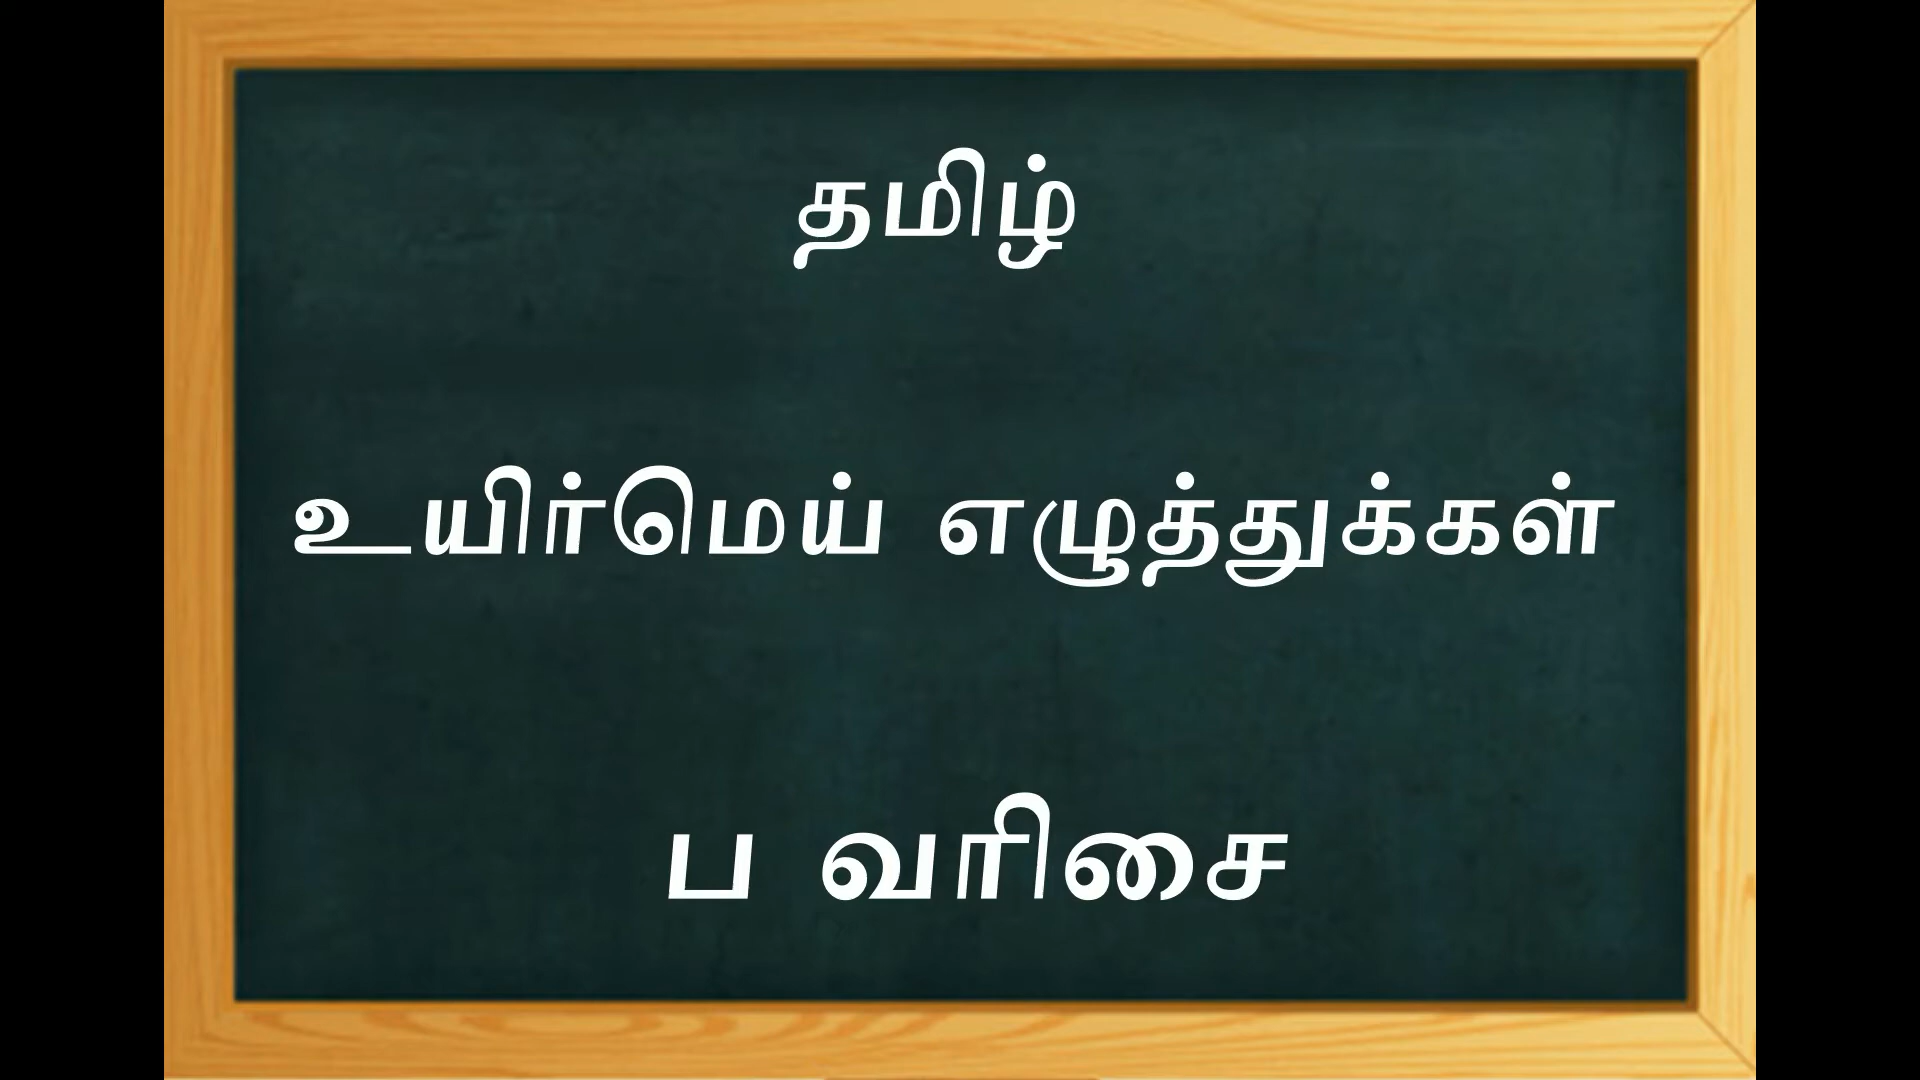 தமிழ்
உயிர்மெய் எழுத்துக்கள்
ப வரிசை